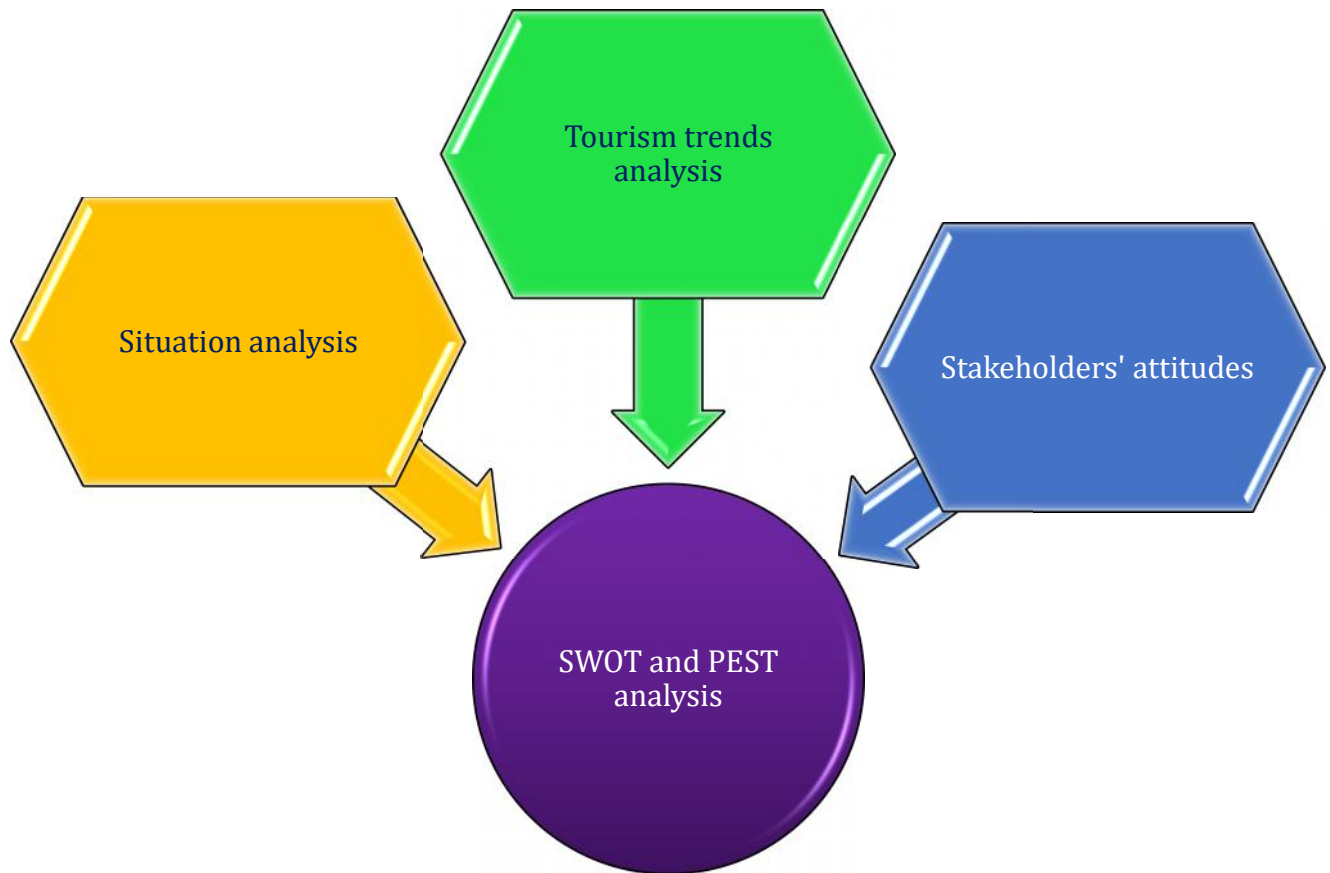 Tourism trends
analysis
Situation analysis
Stakeholders' attitudes
SWOT and PEST
analysis